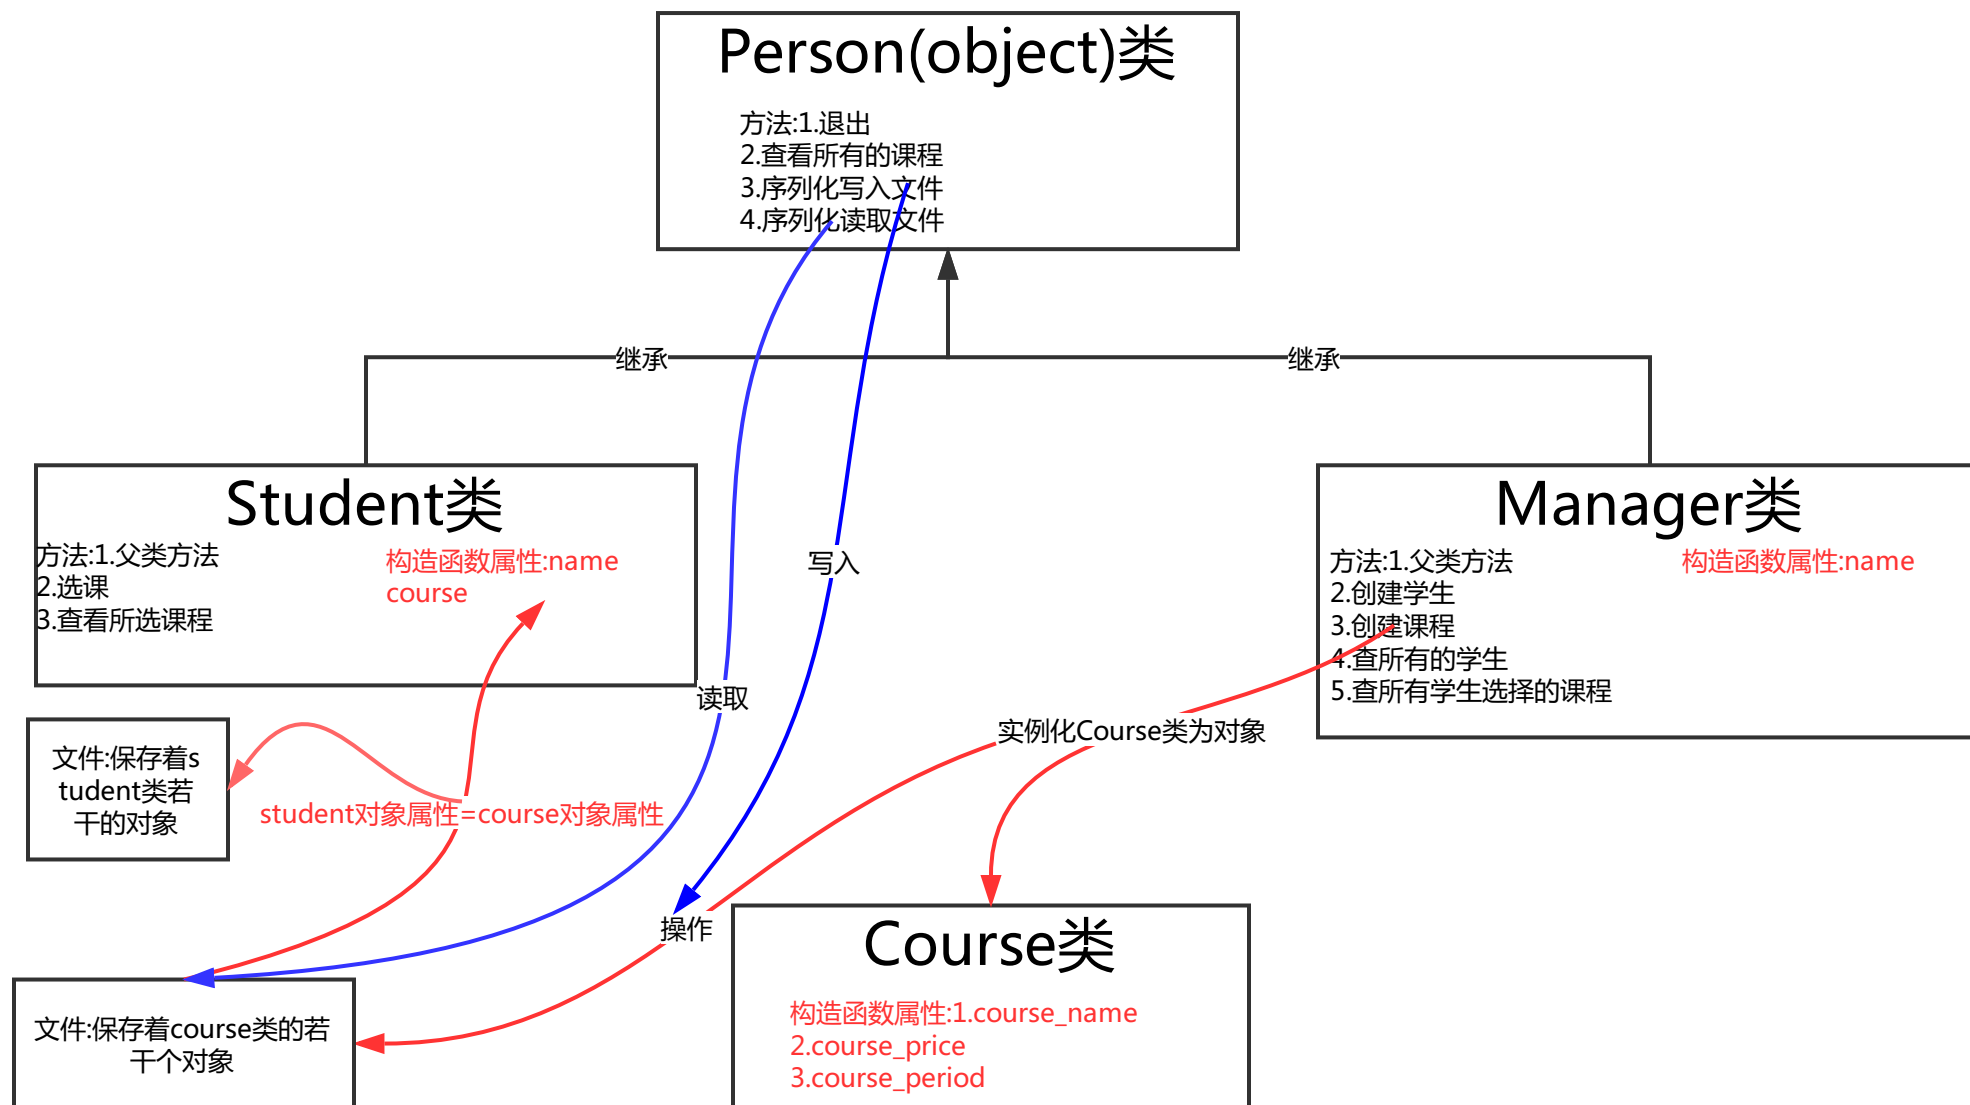 Person(object)类
方法:1.退出
2.查看所有的课程
3.序列化写入文件
4.序列化读取文件
继承
继承
Student类
方法:1.父类方法
2.选课
3.查看所选课程
构造函数属性:name
course
Manager类
方法:1.父类方法
2.创建学生
3.创建课程
4.查所有的学生
5.查所有学生选择的课程
构造函数属性:name
写入
读取
实例化Course类为对象
文件:保存着s
tudent类若
干的对象
student对象属性=course对象属性
操作
Course类
构造函数属性:1.course_name
2.course_price
3.course_period
文件:保存着course类的若
干个对象